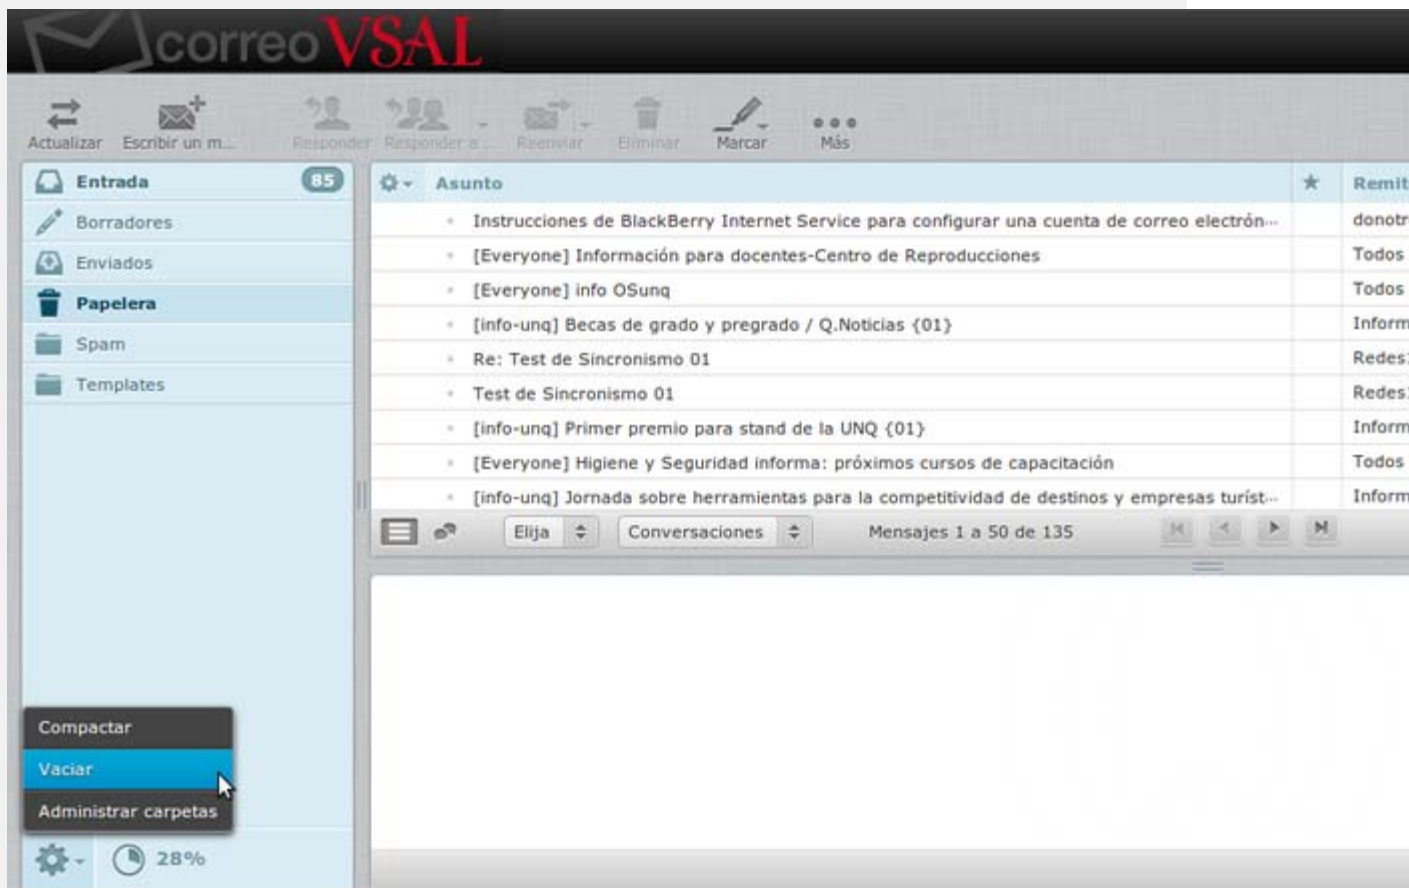 correo VSAL
Actualizar Escribir un m... Responder Responder a ... Reenviar Eliminar Marcar Más
Entrada 85
Borradores
Enviados
Papelera
Spam
Templates
Asunto Remit
Instrucciones de BlackBerry Internet Service para configurar una cuenta de correo electrón... donotr
[Everyone] Información para docentes-Centro de Reproducciones Todos
[Everyone] info OSunq Todos
[info-unq] Becas de grado y pregrado / Q.Noticias {01} Inform
Re: Test de Sincronismo 01 Redes
Test de Sincronismo 01 Redes
[info-unq] Primer premio para stand de la UNQ {01} Inform
[Everyone] Higiene y Seguridad informa: próximos cursos de capacitación Todos
[info-unq] Jornada sobre herramientas para la competitividad de destinos y empresas turíst... Inform
Elija Conversaciones Mensajes 1 a 50 de 135
Compactar
Vaciar
Administrar carpetas
28%